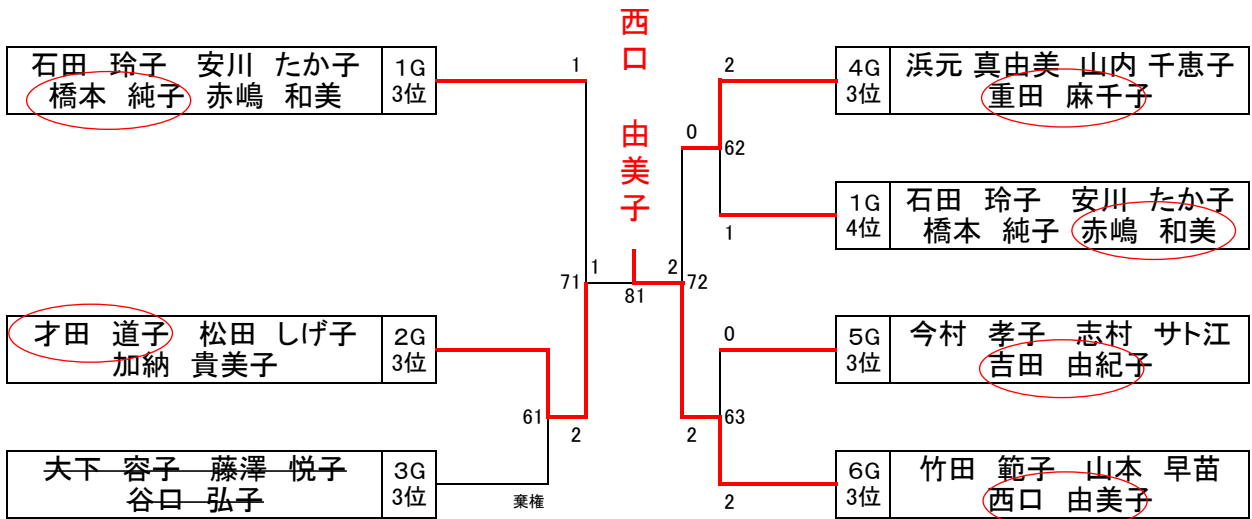 西口 由美子
石田 玲子 安川 たか子
橋本 純子 赤嶋 和美
1G
3位
1
才田 道子 松田 しげ子
加納 貴美子
2G
3位
大下 容子 藤澤 悦子
谷口 弘子
3G
3位
61
2
棄権
71
1
81
2
72
0
62
2
1
0
63
2
2
4G
3位
浜元 真由美 山内 千恵子
重田 麻千子
1G
4位
石田 玲子 安川 たか子
橋本 純子 赤嶋 和美
5G
3位
今村 孝子 志村 サト江
吉田 由紀子
6G
3位
竹田 範子 山本 早苗
西口 由美子